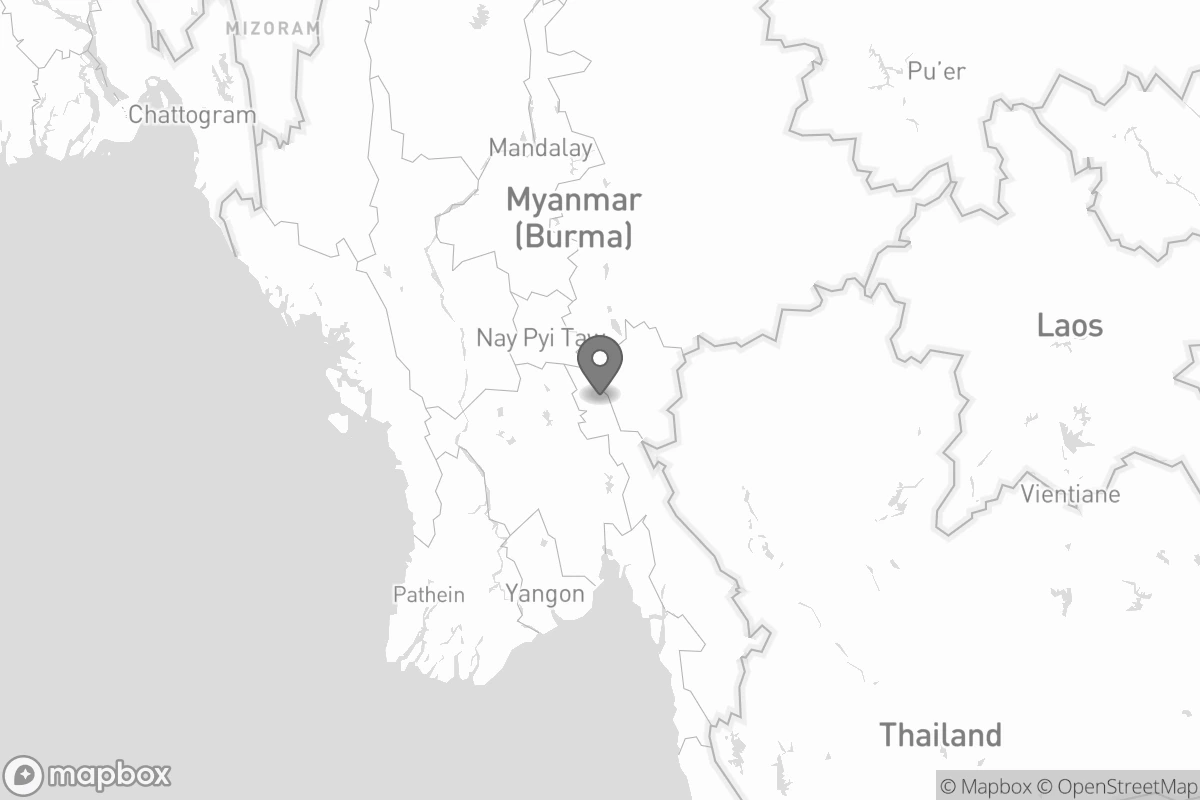 MIZORAM
Pu’er
Chattogram
Mandalay
Myanmar
(Burma)
Laos
Nay Pyi Taw
Vientiane
Pathein
Yangon
Thailand
mapbox
© Mapbox © OpenStreetMap